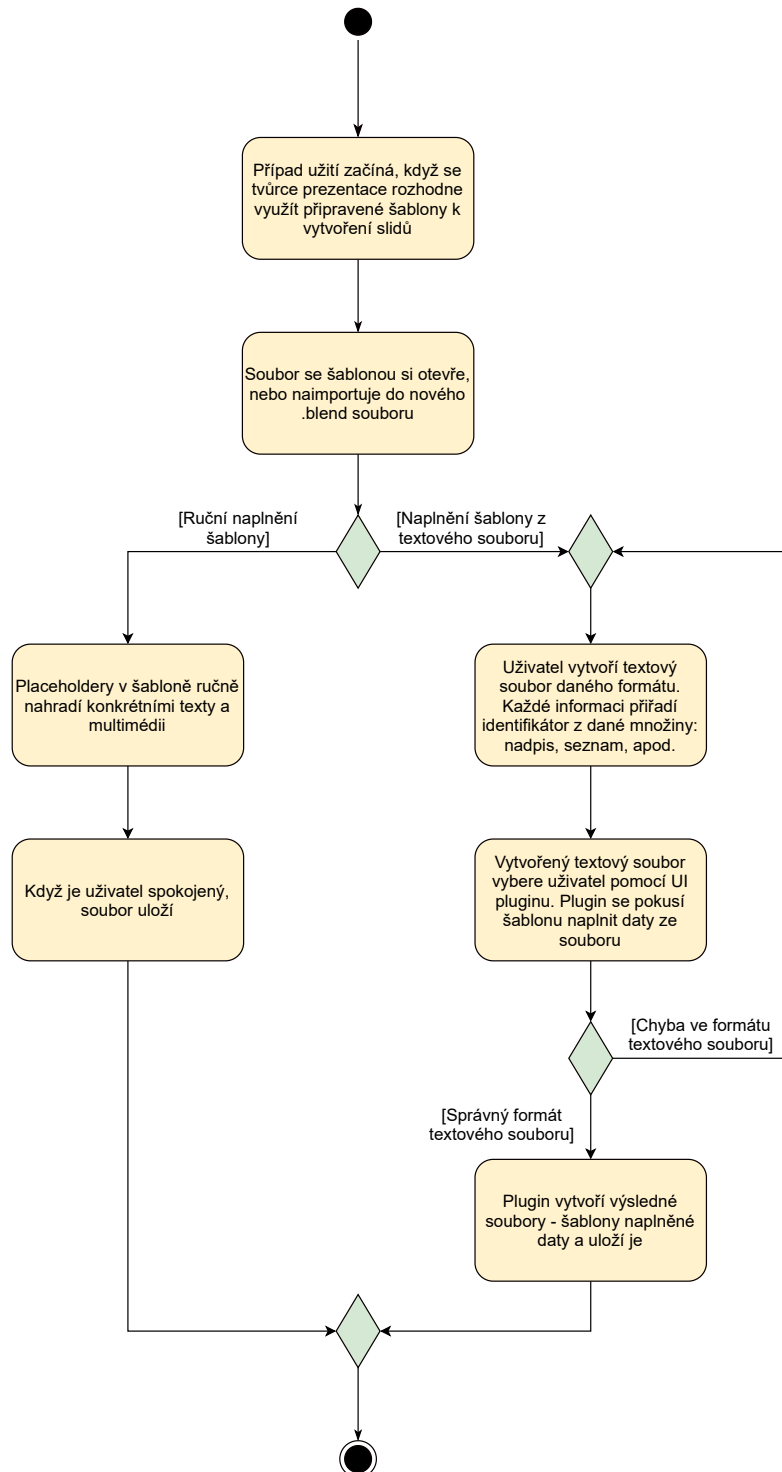 Případ užití začíná, když se
tvůrce prezentace rozhodne
využít připravené šablony k
vytvoření slidů
Soubor se šablonou si otevře,
nebo naimportuje do nového
.blend souboru
[Ruční naplnění
šablony]
[Naplnění šablony z
textového souboru]
Placeholdery v šabloně ručně
nahradí konkrétními texty a
multimédii
Uživatel vytvoří textový
soubor daného formátu.
Každé informaci přiřadí
identifikátor z dané množiny:
nadpis, seznam, apod.
Když je uživatel spokojený,
soubor uloží
Vytvořený textový soubor
vybere uživatel pomocí UI
pluginu. Plugin se pokusí
šablonu naplnit daty ze
souboru
[Chyba ve formátu
textového souboru]
[Správný formát
textového souboru]
Plugin vytvoří výsledné
soubory - šablony naplněné
daty a uloží je